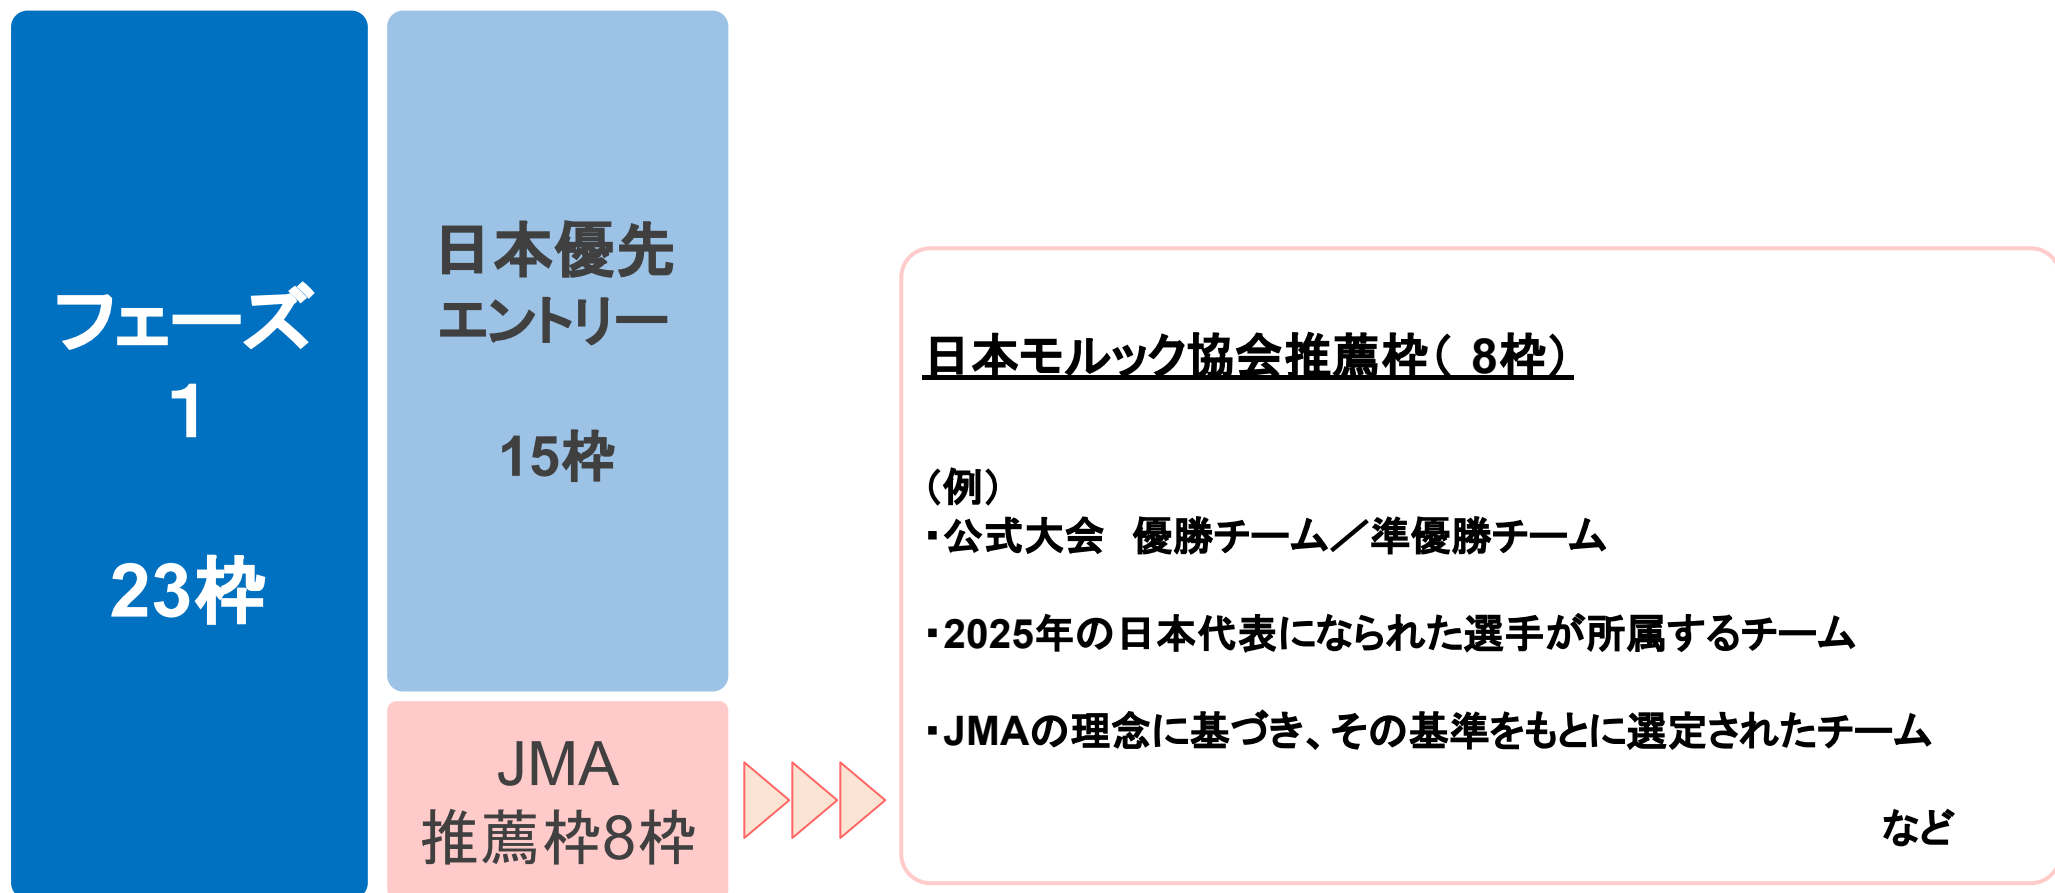 フェーズ
1
23枠
日本優先
エントリー
15枠
JMA
推薦枠8枠
日本モルック協会推薦枠（ 8枠）
（例）
・公式大会　優勝チーム／準優勝チーム
・2025年の日本代表になられた選手が所属するチーム
・JMAの理念に基づき、その基準をもとに選定されたチーム
など